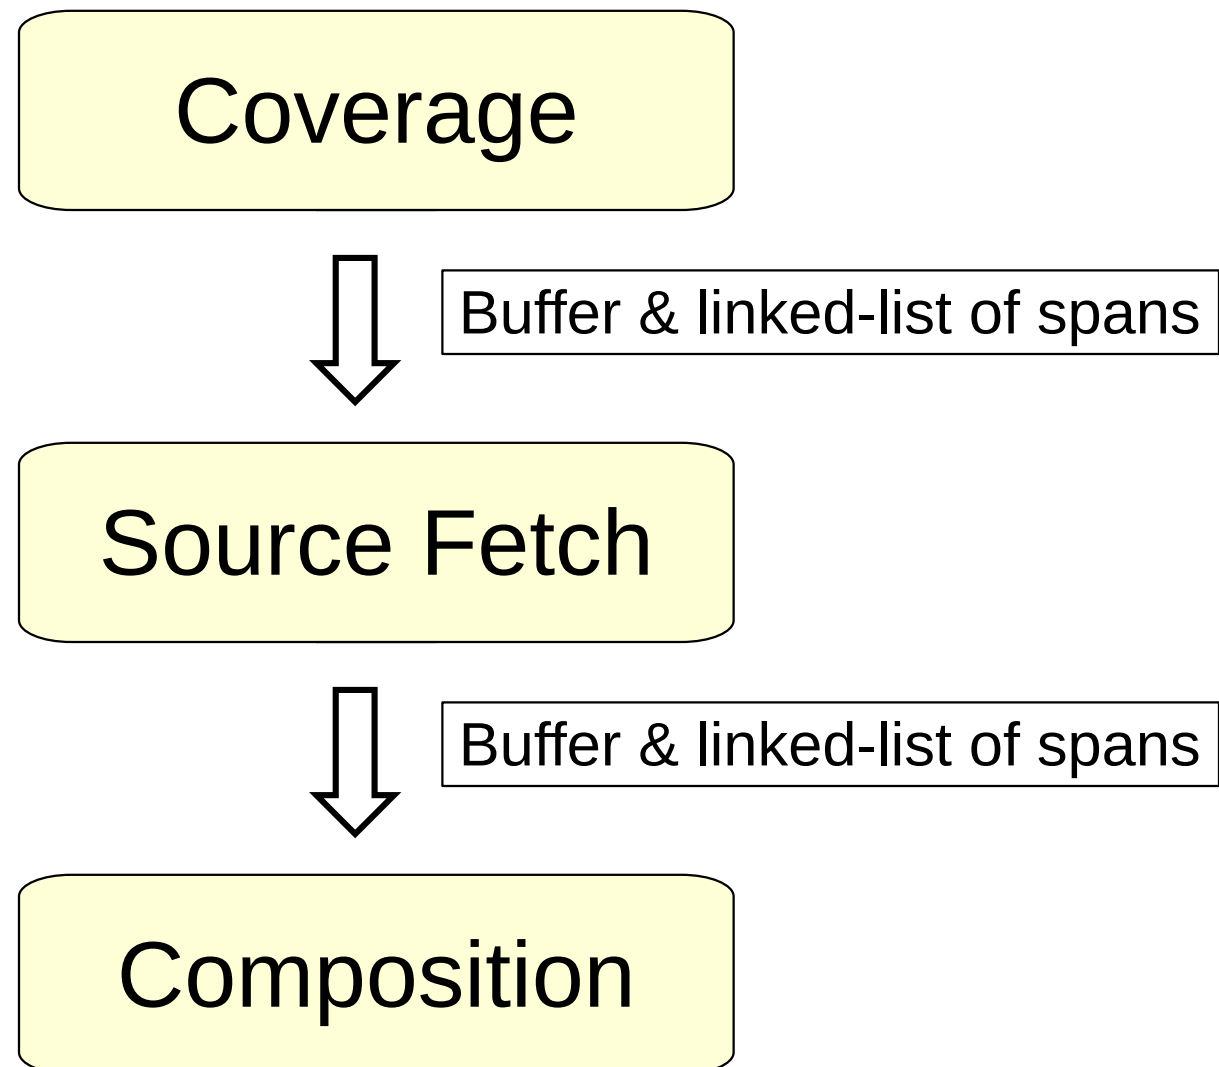 Coverage
Buffer & linked-list of spans
Source Fetch
Buffer & linked-list of spans
Composition